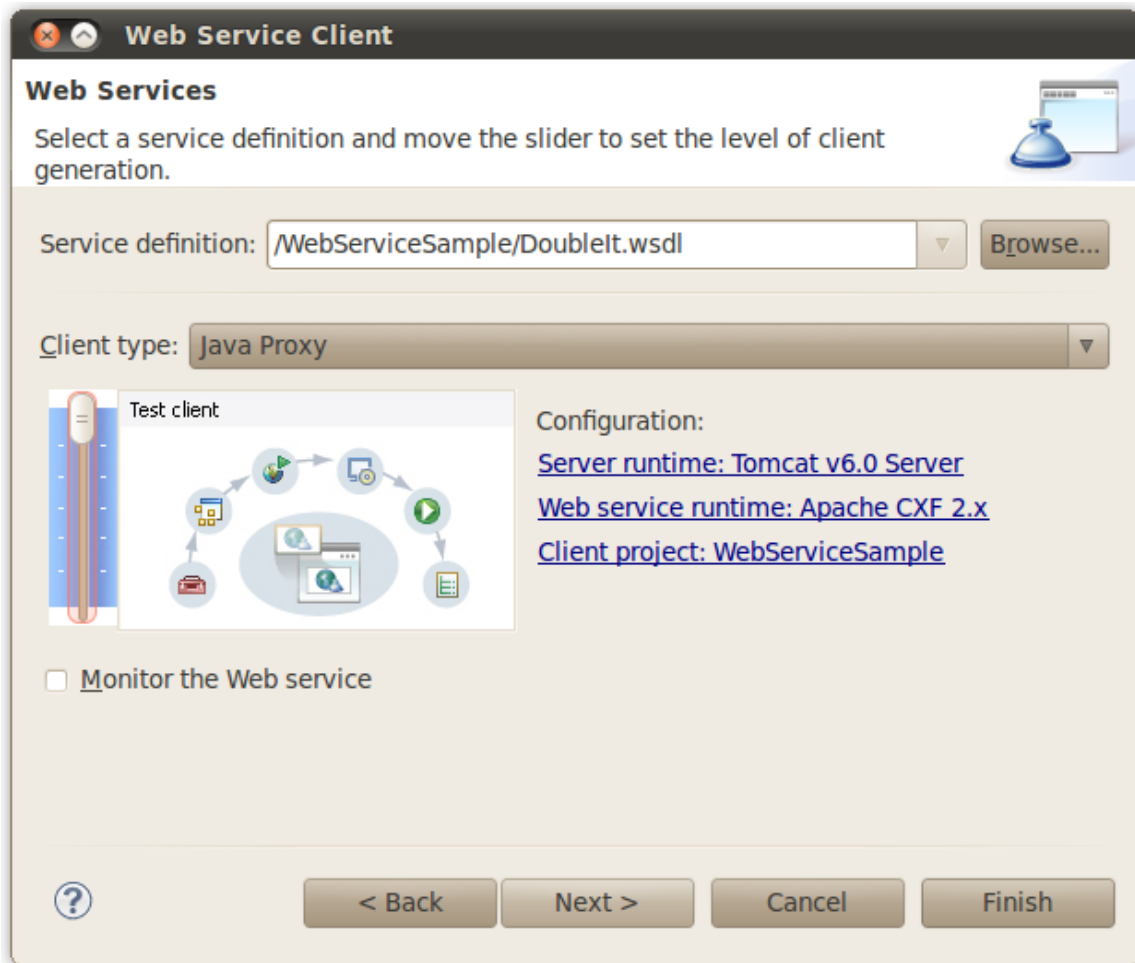 Web Service Client
Web Services
Select a service definition and move the slider to set the level of client
generation.
Service definition: /WebServiceSample/DoubleIt.wsdl Browse...
Client type: Java Proxy
Test client
Configuration:
Server runtime: Tomcat v6.0 Server
Web service runtime: Apache CXF 2.x
Client project: WebServiceSample
Monitor the Web service
? < Back Next > Cancel Finish